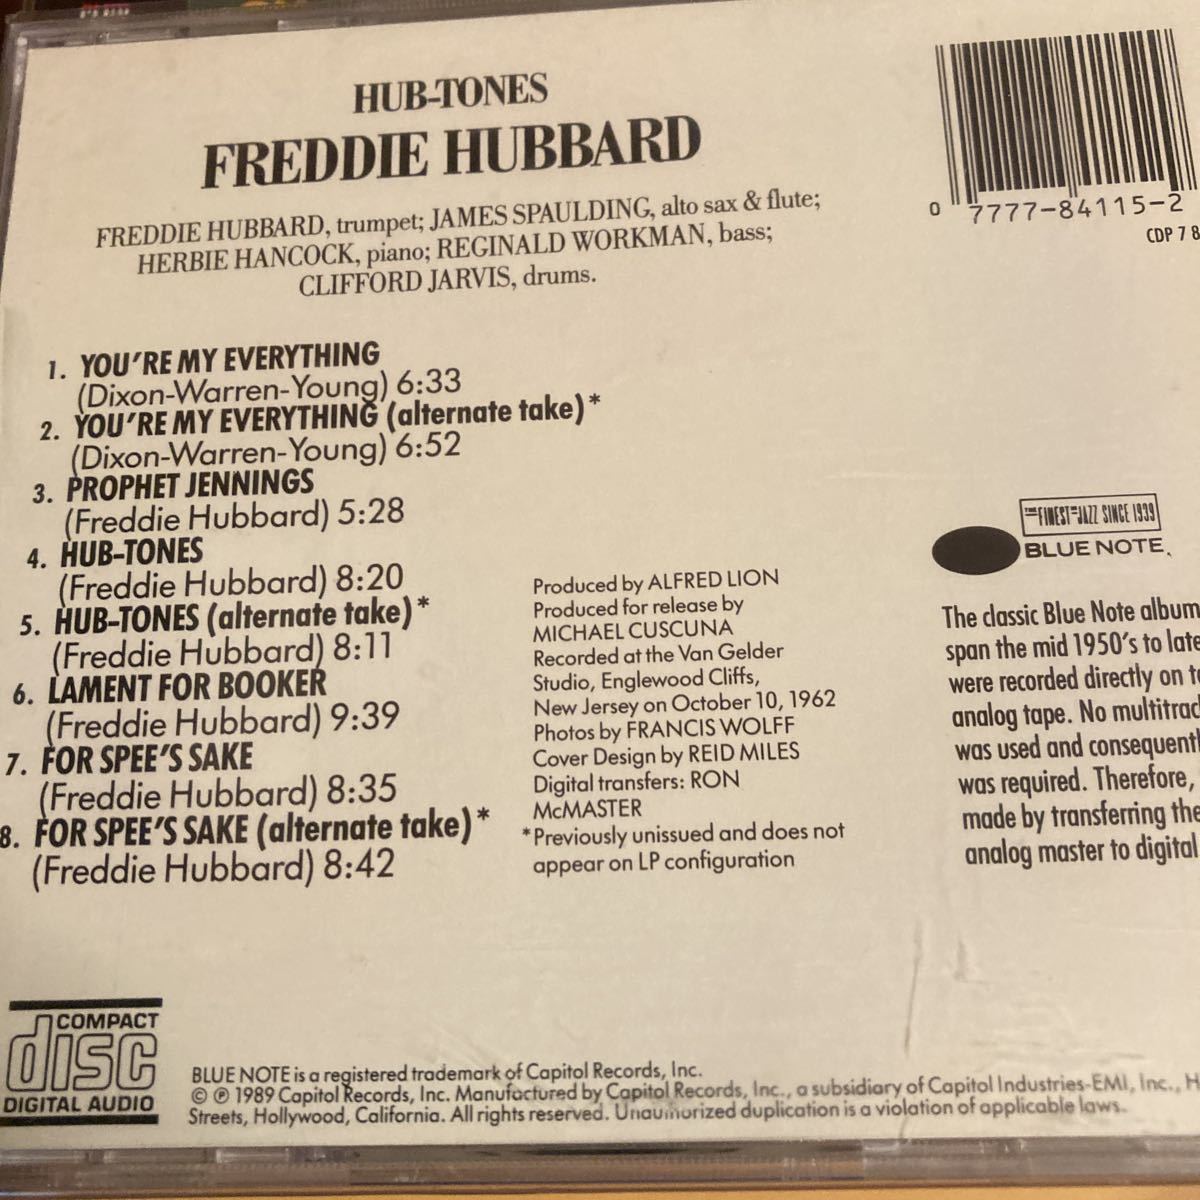 HUB-TONES
FREDDIE HUBBARD
FREDDIE HUBBARD, trumpet; JAMES SPAULDING, alto sax & flute;
HERBIE HANCOCK, piano; REGINALD WORKMAN, bass;
CLIFFORD JARVIS, drums.
0 7777-84115-2
CDP 7 8
1. YOU'RE MY EVERYTHING
(Dixon-Warren-Young) 6:33
2. YOU'RE MY EVERYTHING (alternate take)*
(Dixon-Warren-Young) 6:52
3. PROPHET JENNINGS
(Freddie Hubbard) 5:28
4. HUB-TONES
(Freddie Hubbard) 8:20
5. HUB-TONES (alternate take)*
(Freddie Hubbard) 8:11
6. LAMENT FOR BOOKER
(Freddie Hubbard) 9:39
7. FOR SPEE'S SAKE
(Freddie Hubbard) 8:35
8. FOR SPEE'S SAKE (alternate take)*
(Freddie Hubbard) 8:42
Produced by ALFRED LION
Produced for release by
MICHAEL CUSCUNA
Recorded at the Van Gelder
Studio, Englewood Cliffs,
New Jersey on October 10, 1962
Photos by FRANCIS WOLFF
Cover Design by REID MILES
Digital transfers: RON
McMASTER
*Previously unissued and does not
appear on LP configuration
THE FINEST IN JAZZ SINCE 1939
BLUE NOTE
The classic Blue Note album
span the mid 1950's to late
were recorded directly on t
analog tape. No multitrac
was used and consequentl
was required. Therefore,
made by transferring the
analog master to digital
COMPACT
disc
DIGITAL AUDIO
BLUE NOTE is a registered trademark of Capitol Records, Inc.
© ℗ 1989 Capitol Records, Inc. Manufactured by Capitol Records, Inc., a subsidiary of Capitol Industries-EMI, Inc., H
Streets, Hollywood, California. All rights reserved. Unauthorized duplication is a violation of applicable laws.